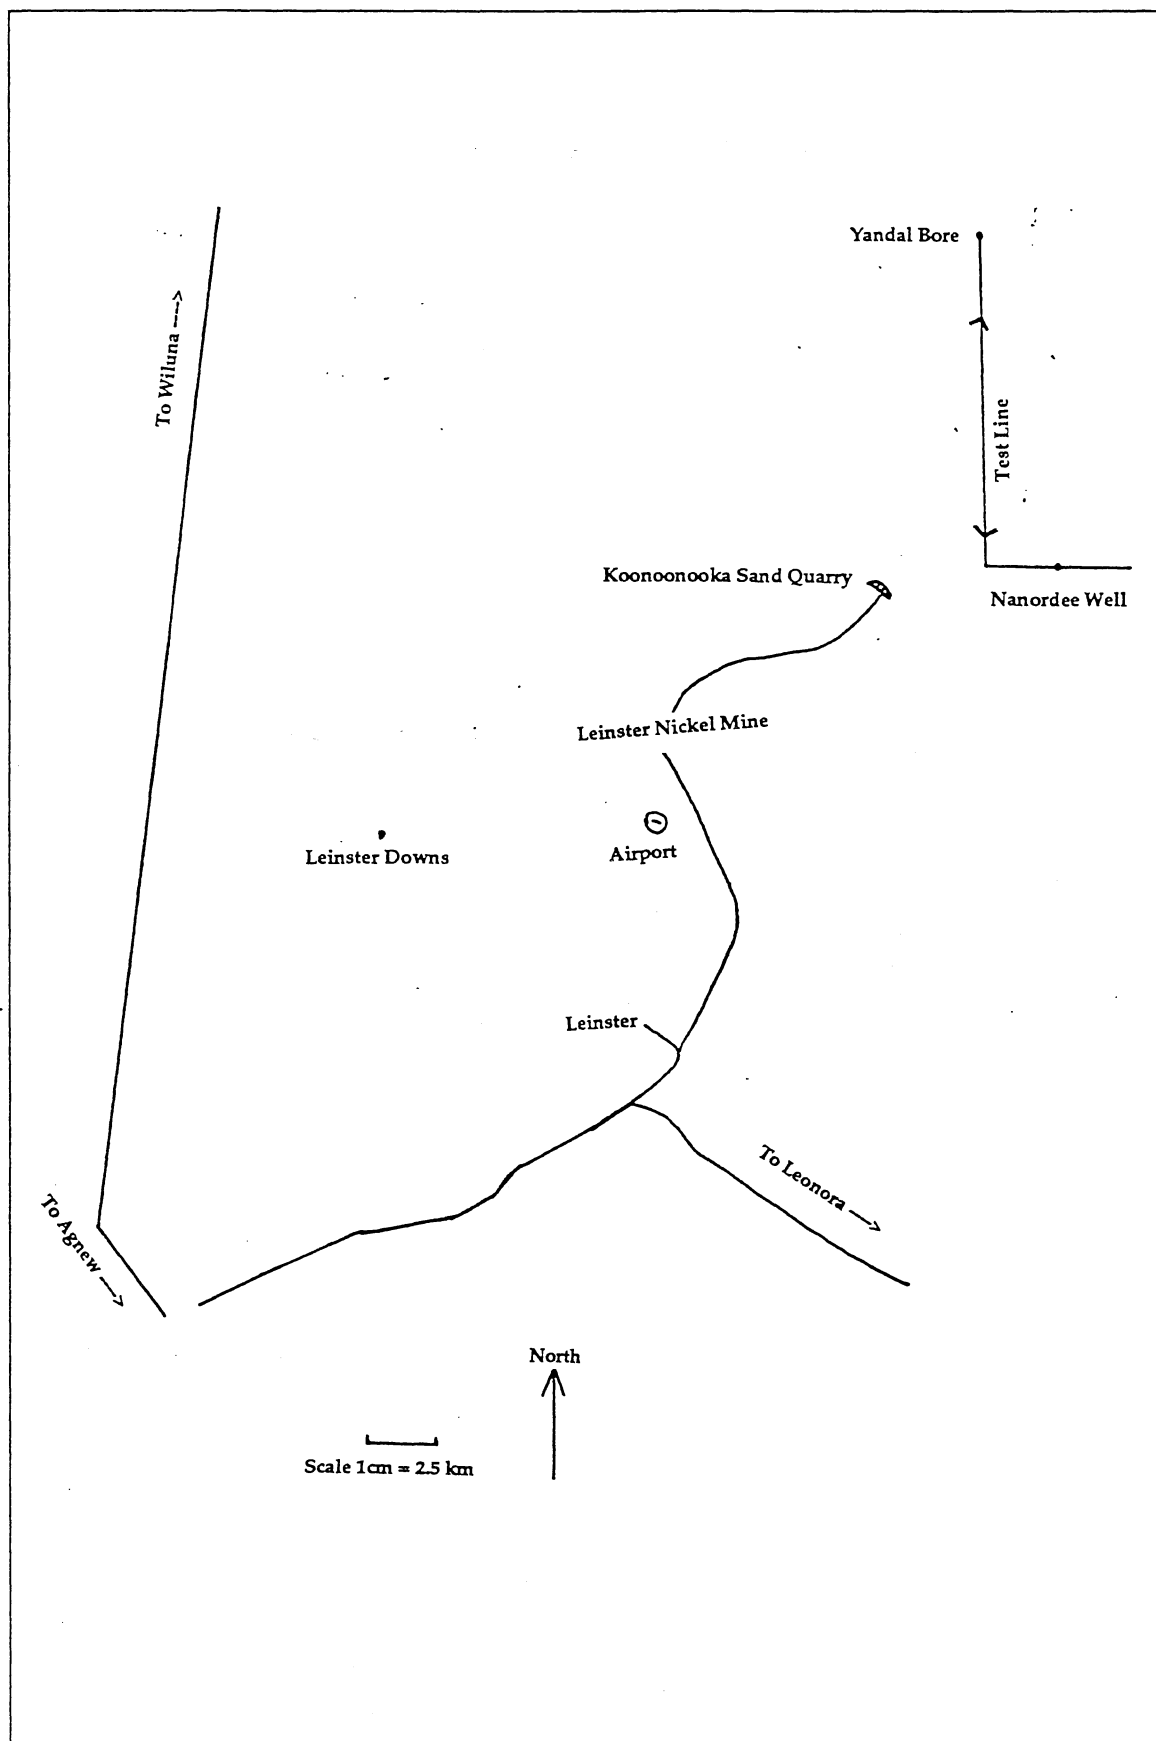 Yandal Bore
To Wiluna --->
Test Line
Koonoonooka Sand Quarry
Nanordee Well
Leinster Nickel Mine
Leinster Downs
Airport
Leinster
To Leonora --->
To Agnew --->
North
Scale 1cm = 2.5 km